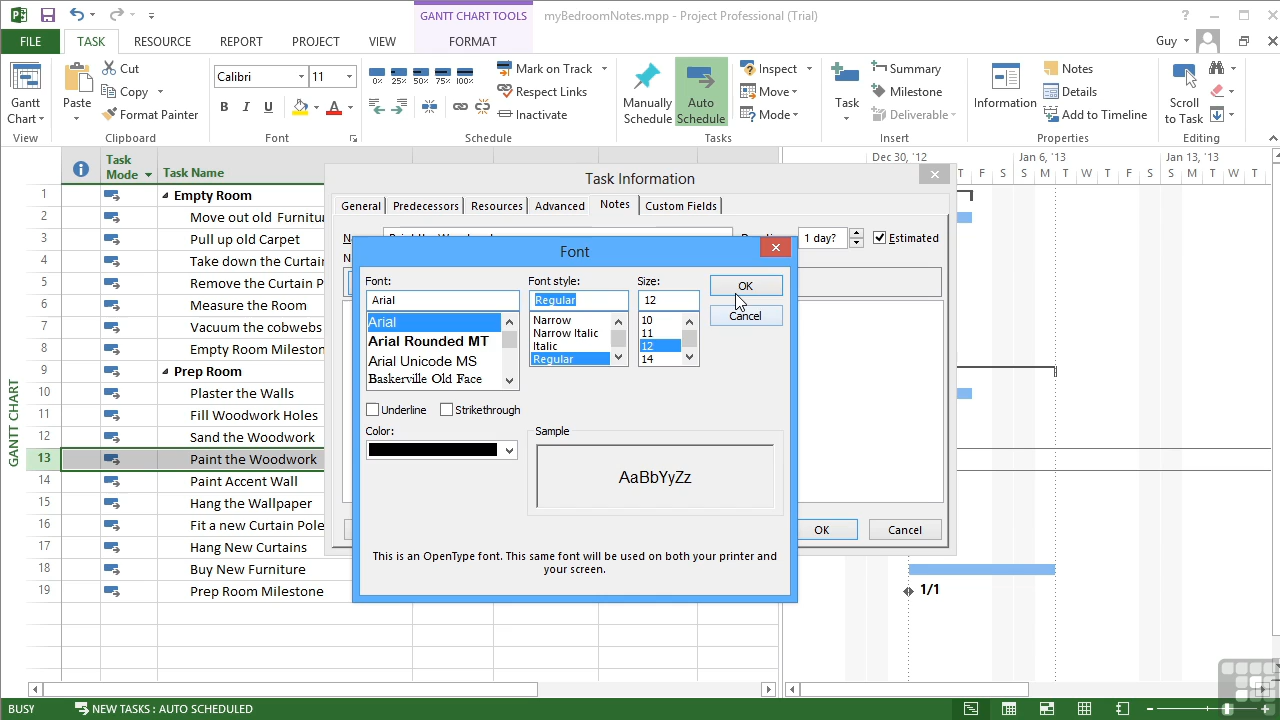 GANTT CHART TOOLS
myBedroomNotes.mpp - Project Professional (Trial)
?
FILE TASK RESOURCE REPORT PROJECT VIEW FORMAT Guy
Gantt Chart
View
Paste
Cut
Copy
Format Painter
Clipboard
Calibri 11
B I U A
Font
0% 25% 50% 75% 100%
Mark on Track
Respect Links
Inactivate
Schedule
Manually Schedule
Auto Schedule
Inspect
Move
Mode
Tasks
Task
Summary
Milestone
Deliverable
Insert
Information
Notes
Details
Add to Timeline
Properties
Scroll to Task
Editing
Task Mode
Task Name
Dec 30, '12 Jan 6, '13 Jan 13, '13
T F S S M T W T F S S M T W T
1 Empty Room
2 Move out old Furnitu
3 Pull up old Carpet
4 Take down the Curtain
5 Remove the Curtain P
6 Measure the Room
7 Vacuum the cobwebs
8 Empty Room Mileston
9 Prep Room
10 Plaster the Walls
11 Fill Woodwork Holes
12 Sand the Woodwork
13 Paint the Woodwork
14 Paint Accent Wall
15 Hang the Wallpaper
16 Fit a new Curtain Pole
17 Hang New Curtains
18 Buy New Furniture
19 Prep Room Milestone
GANTT CHART
1/1
Task Information
General Predecessors Resources Advanced Notes Custom Fields
1 day? Estimated
OK Cancel
Font
Font: Font style: Size:
Arial Regular 12
OK
Cancel
Arial
Arial Rounded MT
Arial Unicode MS
Baskerville Old Face
Narrow
Narrow Italic
Italic
Regular
10
11
12
14
Underline Strikethrough
Color:
Sample
AaBbYyZz
This is an OpenType font. This same font will be used on both your printer and
your screen.
BUSY NEW TASKS : AUTO SCHEDULED